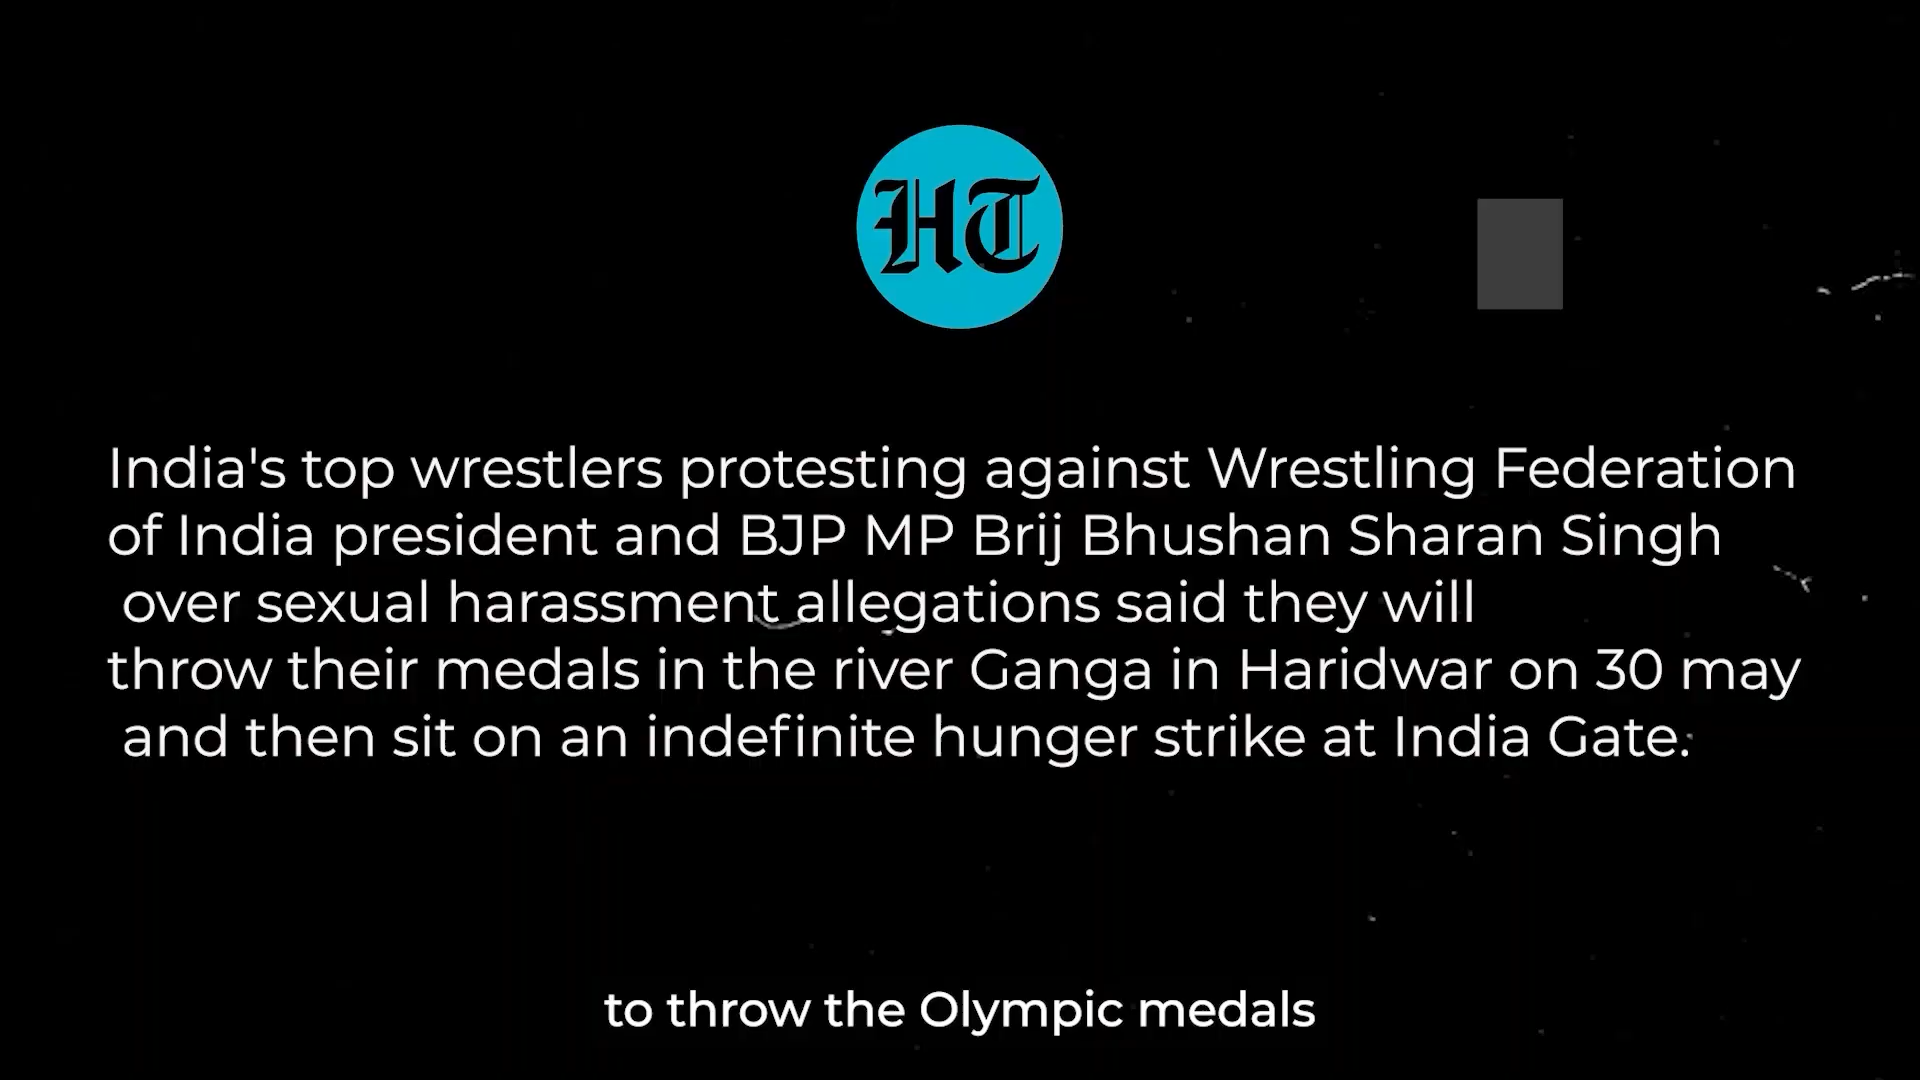 HT
India's top wrestlers protesting against Wrestling Federation
of India president and BJP MP Brij Bhushan Sharan Singh
over sexual harassment allegations said they will
throw their medals in the river Ganga in Haridwar on 30 may
and then sit on an indefinite hunger strike at India Gate.
to throw the Olympic medals